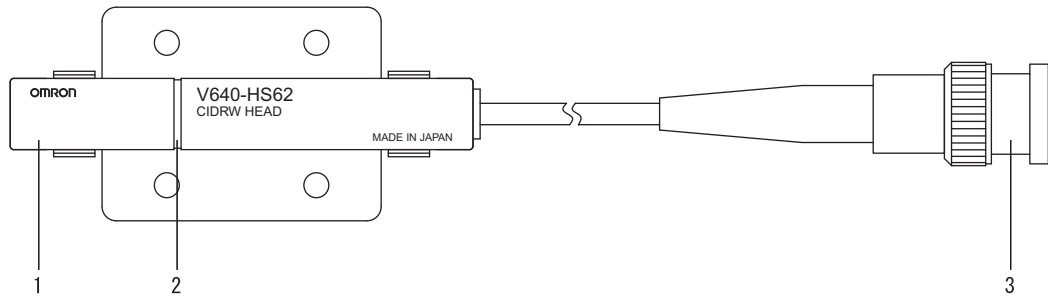 OMRON
V640-HS62
CIDRW HEAD
MADE IN JAPAN
1 2 3